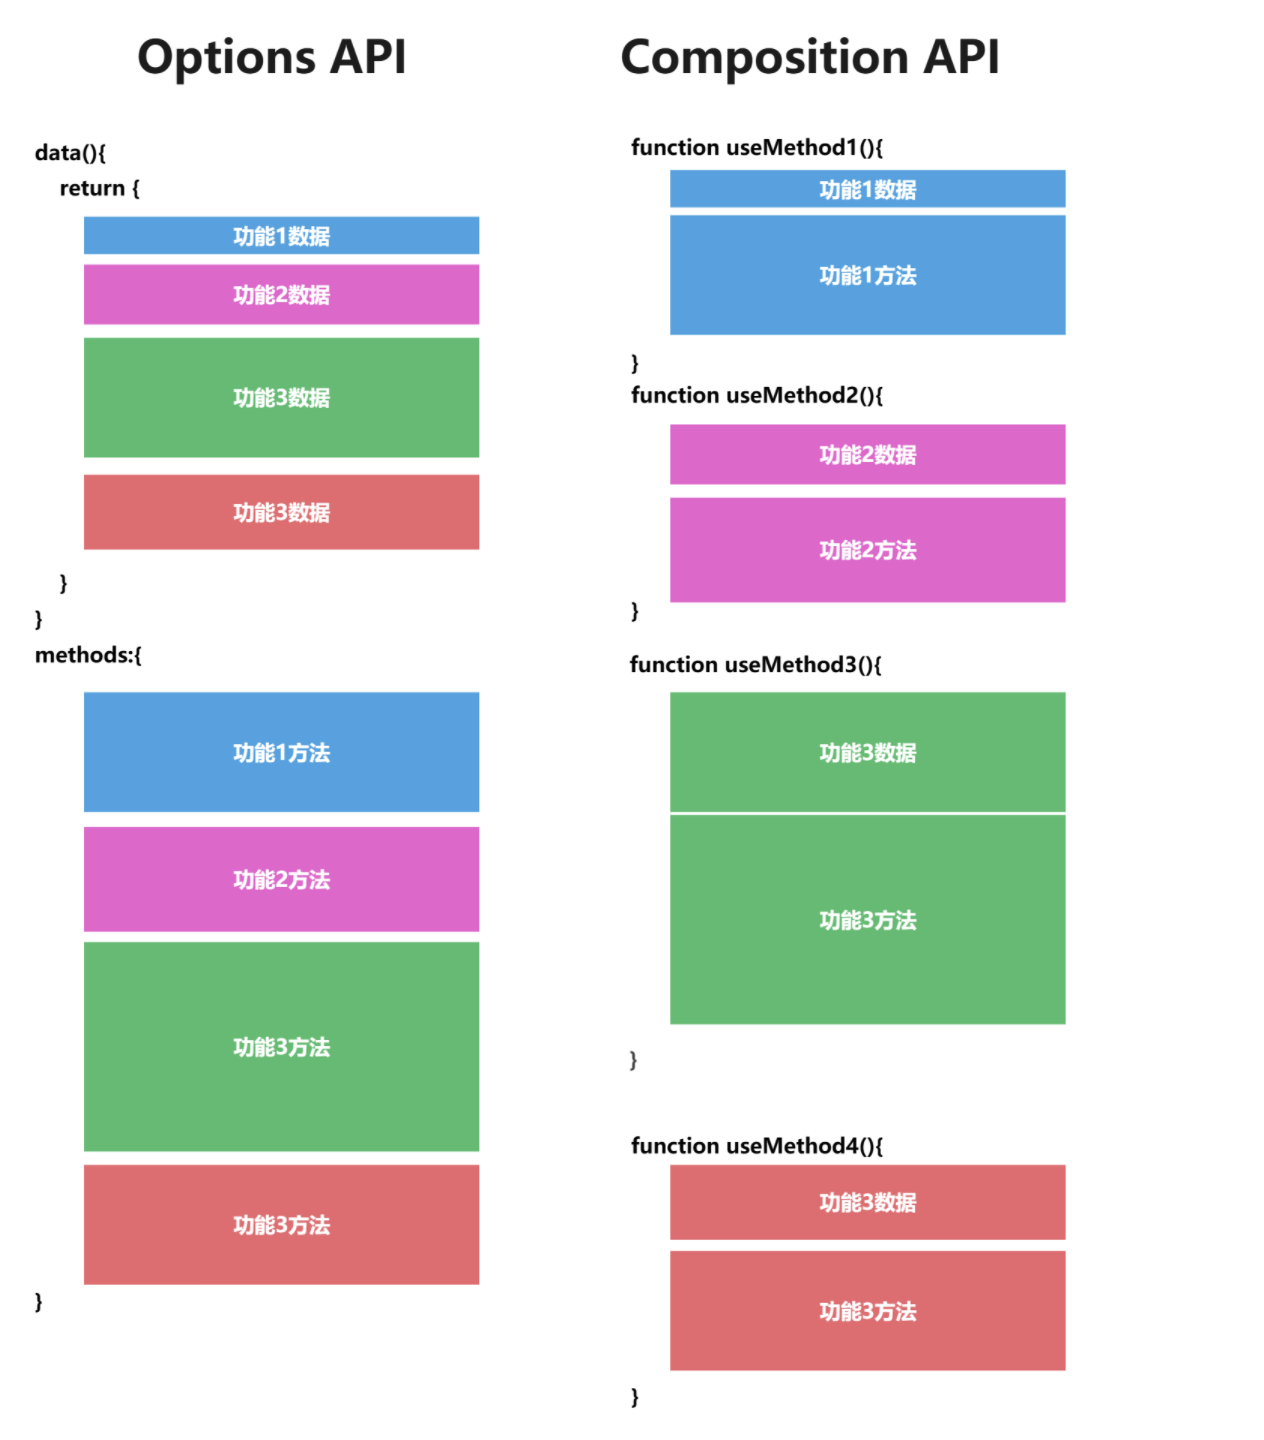 Options API
data(){
return {
功能1数据
功能2数据
功能3数据
功能3数据
}
}
methods:{
功能1方法
功能2方法
功能3方法
功能3方法
}
Composition API
function useMethod1(){
功能1数据
功能1方法
}
function useMethod2(){
功能2数据
功能2方法
}
function useMethod3(){
功能3数据
功能3方法
}
function useMethod4(){
功能3数据
功能3方法
}